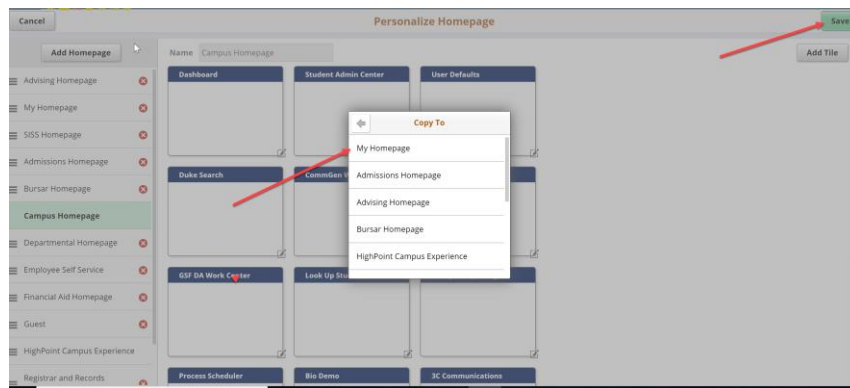 Cancel
Personalize Homepage
Save
Add Homepage
Name Campus Homepage
Add Tile
Advising Homepage
My Homepage
SISS Homepage
Admissions Homepage
Bursar Homepage
Campus Homepage
Departmental Homepage
Employee Self Service
Financial Aid Homepage
Guest
HighPoint Campus Experience
Registrar and Records
Dashboard
Student Admin Center
User Defaults
Duke Search
CommGen
GSF DA Work Center
Look Up
Process Scheduler
Bio Demo
3C Communications
Copy To
My Homepage
Admissions Homepage
Advising Homepage
Bursar Homepage
HighPoint Campus Experience